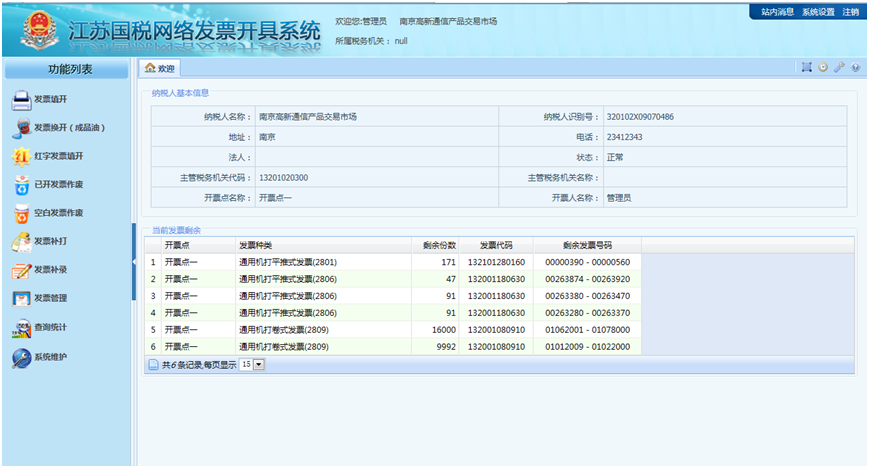 站内消息 系统设置 注销
江苏国税网络发票开具系统
欢迎您:管理员 南京高新通信产品交易市场
所属税务机关： null
功能列表
发票填开
发票换开（成品油）
红字发票填开
已开发票作废
空白发票作废
发票补打
发票补录
发票管理
查询统计
系统维护
欢迎
纳税人基本信息
纳税人名称： 南京高新通信产品交易市场 纳税人识别号： 320102X09070486
地址： 南京 电话： 23412343
法人： 状态： 正常
主管税务机关代码： 13201020300 主管税务机关名称：
开票点名称： 开票点一 开票人名称： 管理员
当前发票剩余
开票点 发票种类 剩余份数 发票代码 剩余发票号码
1 开票点一 通用机打平推式发票(2801) 171 132101280160 00000390 - 00000560
2 开票点一 通用机打平推式发票(2806) 47 132001180630 00263874 - 00263920
3 开票点一 通用机打平推式发票(2806) 91 132001180630 00263380 - 00263470
4 开票点一 通用机打平推式发票(2806) 91 132001180630 00263280 - 00263370
5 开票点一 通用机打卷式发票(2809) 16000 132001080910 01062001 - 01078000
6 开票点一 通用机打卷式发票(2809) 9992 132001080910 01012009 - 01022000
共6条记录,每页显示 15